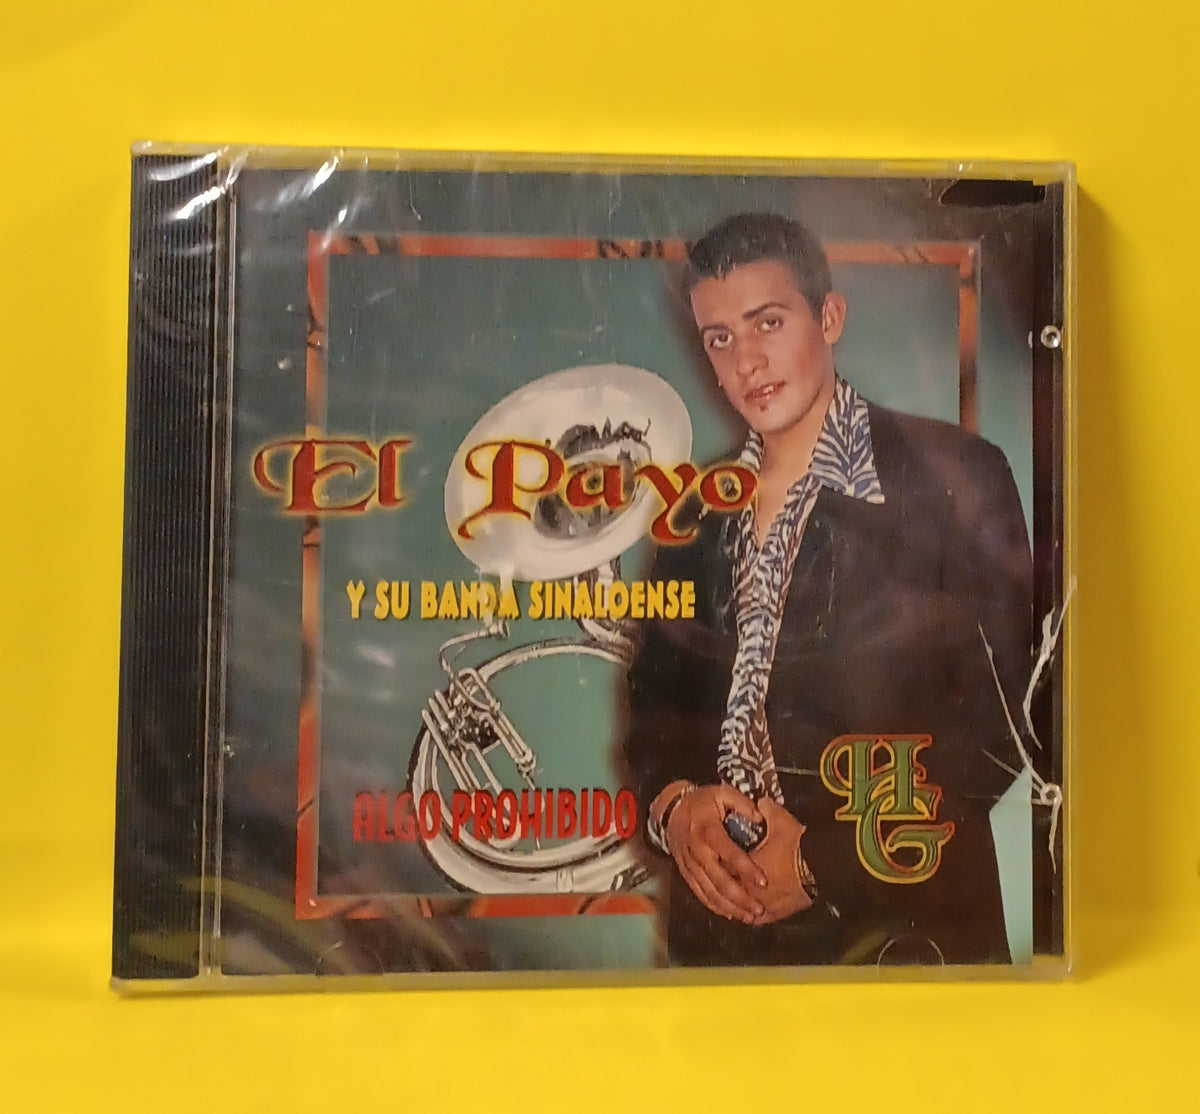 El Payo
Y SU BANDA SINALOENSE
ALGO PROHIBIDO
HG